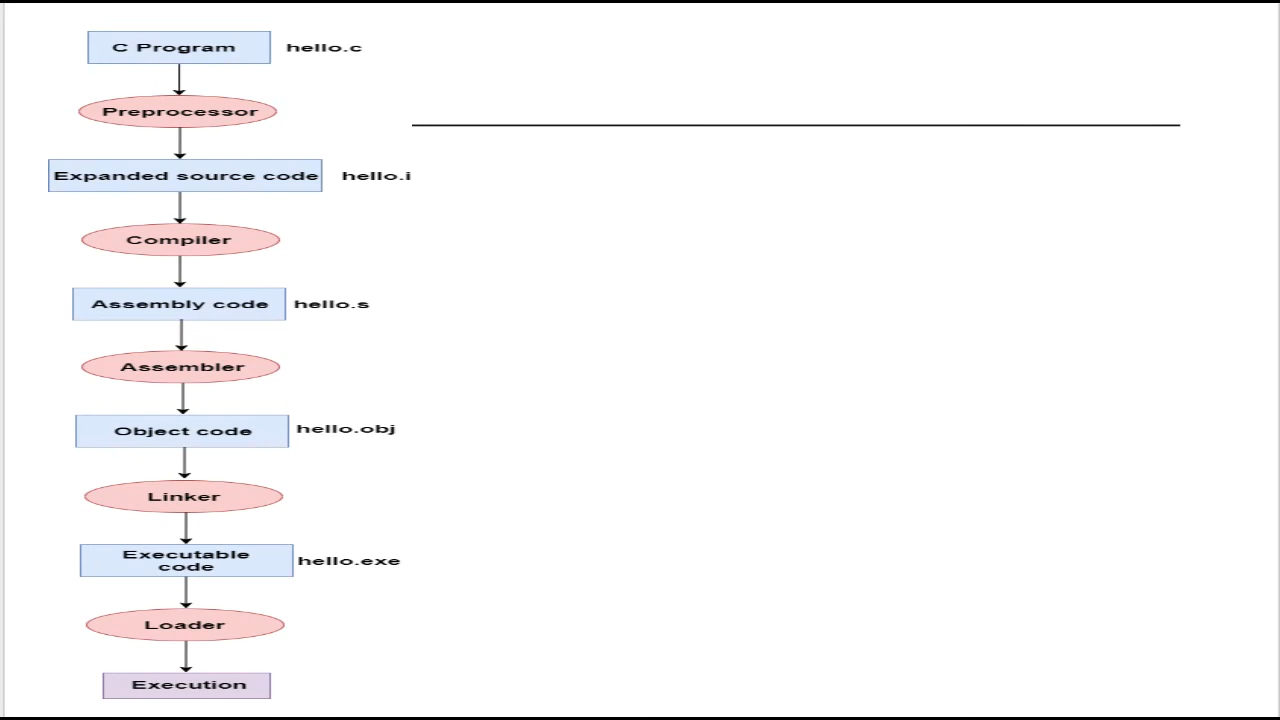 C Program hello.c
Preprocessor
Expanded source code hello.i
Compiler
Assembly code hello.s
Assembler
Object code hello.obj
Linker
Executable
code hello.exe
Loader
Execution